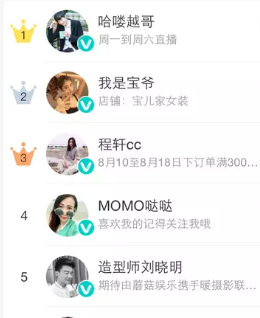 1
哈喽越哥
周一到周六直播
2
我是宝爷
店铺：宝儿家女装
3
程轩cc
8月10至8月18日下订单满300...
4
MOMO哒哒
喜欢我的记得关注我哦
5
造型师刘晓明
期待由蘑菇娱乐携手暖摄影联...